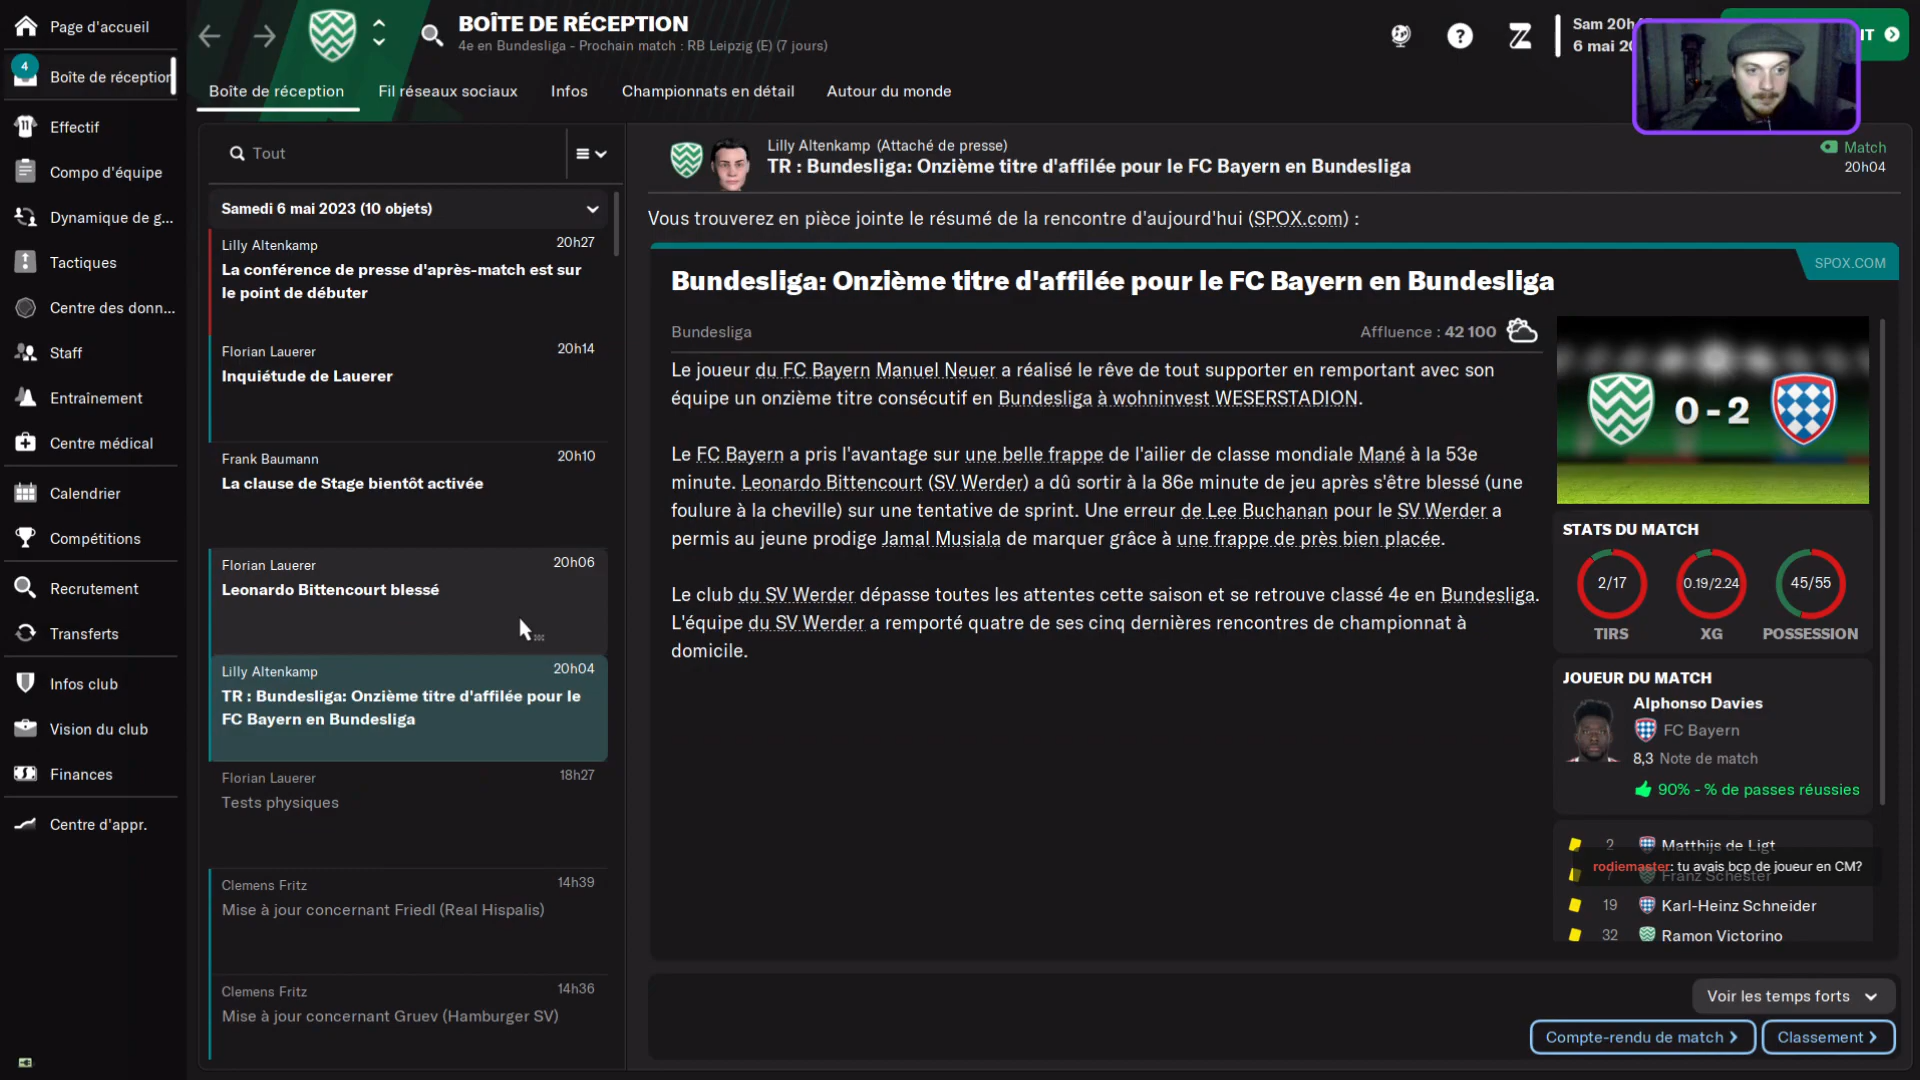 Page d'accueil
4
Boîte de réception
Effectif
Compo d'équipe
Dynamique de g...
Tactiques
Centre des donn...
Staff
Entraînement
Centre médical
Calendrier
Compétitions
Recrutement
Transferts
Infos club
Vision du club
Finances
Centre d'appr.
BOÎTE DE RÉCEPTION
4e en Bundesliga - Prochain match : RB Leipzig (E) (7 jours)
Sam 20h
6 mai 20
Boîte de réception
Fil réseaux sociaux
Infos
Championnats en détail
Autour du monde
Tout
Samedi 6 mai 2023 (10 objets)
Lilly Altenkamp 20h27
La conférence de presse d'après-match est sur
le point de débuter
Florian Lauerer 20h14
Inquiétude de Lauerer
Frank Baumann 20h10
La clause de Stage bientôt activée
Florian Lauerer 20h06
Leonardo Bittencourt blessé
Lilly Altenkamp 20h04
TR : Bundesliga: Onzième titre d'affilée pour le
FC Bayern en Bundesliga
Florian Lauerer 18h27
Tests physiques
Clemens Fritz 14h39
Mise à jour concernant Friedl (Real Hispalis)
Clemens Fritz 14h36
Mise à jour concernant Gruev (Hamburger SV)
Lilly Altenkamp (Attaché de presse)
TR : Bundesliga: Onzième titre d'affilée pour le FC Bayern en Bundesliga
Match
20h04
Vous trouverez en pièce jointe le résumé de la rencontre d'aujourd'hui (SPOX.com) :
SPOX.COM
Bundesliga: Onzième titre d'affilée pour le FC Bayern en Bundesliga
Bundesliga
Affluence : 42 100
Le joueur du FC Bayern Manuel Neuer a réalisé le rêve de tout supporter en remportant avec son
équipe un onzième titre consécutif en Bundesliga à wohninvest WESERSTADION.
Le FC Bayern a pris l'avantage sur une belle frappe de l'ailier de classe mondiale Mané à la 53e
minute. Leonardo Bittencourt (SV Werder) a dû sortir à la 86e minute de jeu après s'être blessé (une
foulure à la cheville) sur une tentative de sprint. Une erreur de Lee Buchanan pour le SV Werder a
permis au jeune prodige Jamal Musiala de marquer grâce à une frappe de près bien placée.
Le club du SV Werder dépasse toutes les attentes cette saison et se retrouve classé 4e en Bundesliga.
L'équipe du SV Werder a remporté quatre de ses cinq dernières rencontres de championnat à
domicile.
0 - 2
STATS DU MATCH
2/17 0.19/2.24 45/55
TIRS XG POSSESSION
JOUEUR DU MATCH
Alphonso Davies
FC Bayern
8,3 Note de match
90% - % de passes réussies
2 Matthijs de Ligt
rodiemaster: tu avais bcp de joueur en CM?
19 Karl-Heinz Schneider
32 Ramon Victorino
Voir les temps forts
Compte-rendu de match
Classement